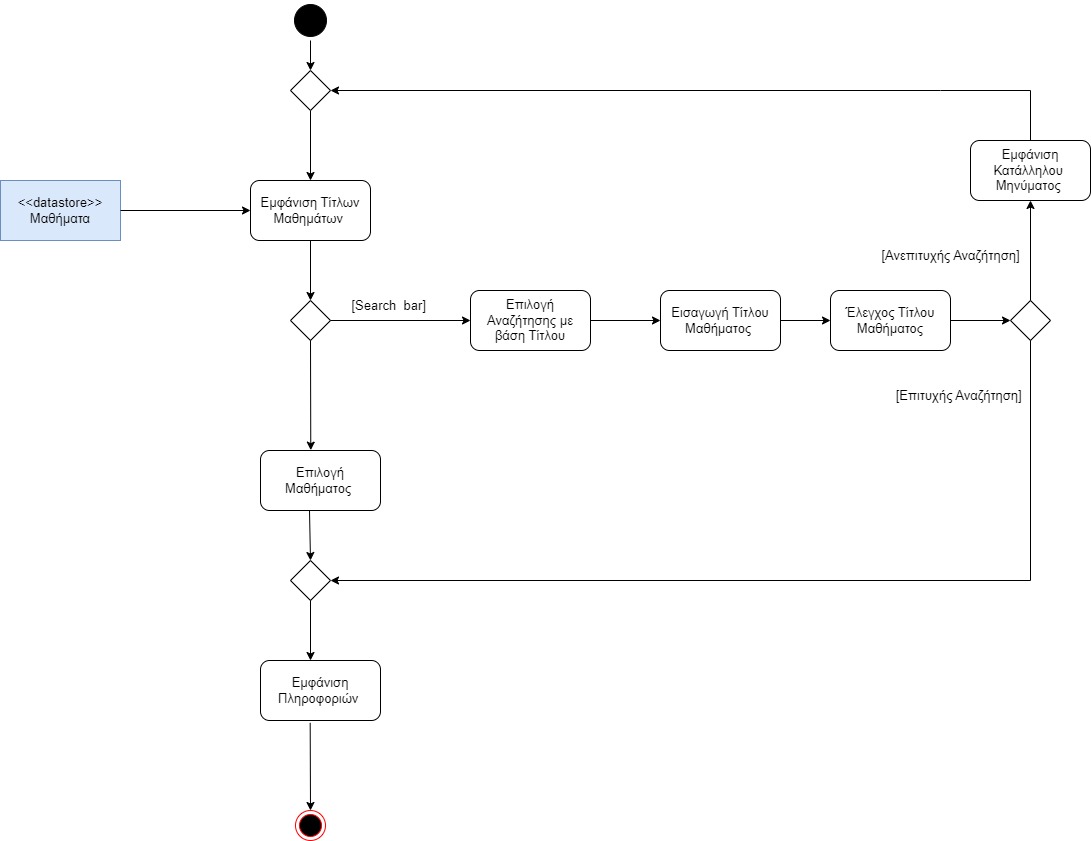 Εμφάνιση
Κατάλληλου
Μηνύματος
<<datastore>>
Μαθήματα
Εμφάνιση Τίτλων
Μαθημάτων
[Ανεπιτυχής Αναζήτηση]
[Search bar]
Επιλογή
Αναζήτησης με
βάση Τίτλου
Εισαγωγή Τίτλου
Μαθήματος
Έλεγχος Τίτλου
Μαθήματος
[Επιτυχής Αναζήτηση]
Επιλογή
Μαθήματος
Εμφάνιση
Πληροφοριών